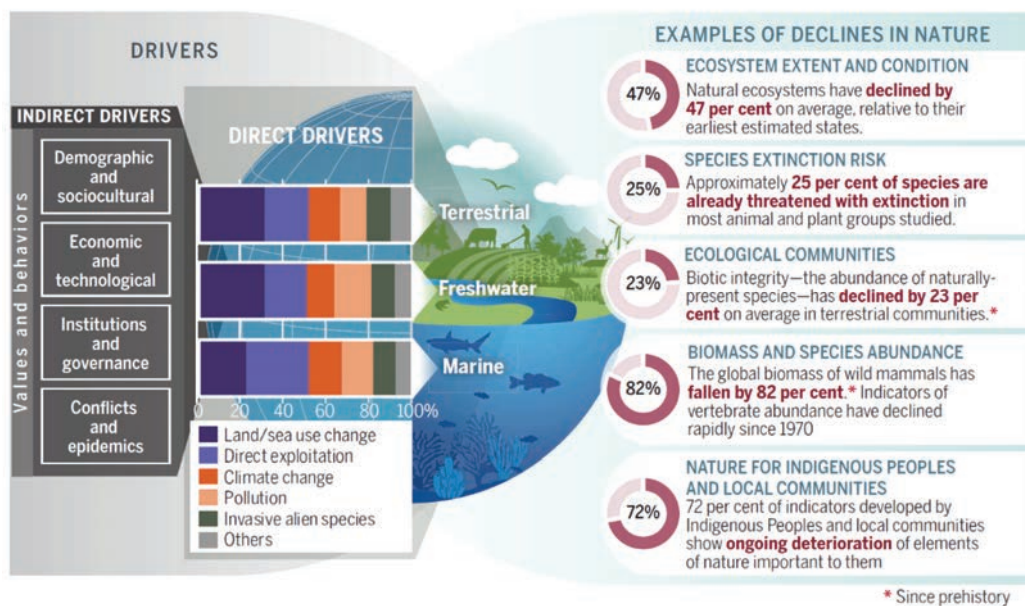 DRIVERS
INDIRECT DRIVERS
Values and behaviors
Demographic
and
sociocultural
Economic
and
technological
Institutions
and
governance
Conflicts
and
epidemics
DIRECT DRIVERS
Terrestrial
Freshwater
Marine
0 20 40 60 80 100%
Land/sea use change
Direct exploitation
Climate change
Pollution
Invasive alien species
Others
EXAMPLES OF DECLINES IN NATURE
47%
ECOSYSTEM EXTENT AND CONDITION
Natural ecosystems have declined by
47 per cent on average, relative to their
earliest estimated states.
25%
SPECIES EXTINCTION RISK
Approximately 25 per cent of species are
already threatened with extinction in
most animal and plant groups studied.
23%
ECOLOGICAL COMMUNITIES
Biotic integrity—the abundance of naturally-
present species—has declined by 23 per
cent on average in terrestrial communities.*
82%
BIOMASS AND SPECIES ABUNDANCE
The global biomass of wild mammals has
fallen by 82 per cent.* Indicators of
vertebrate abundance have declined
rapidly since 1970
72%
NATURE FOR INDIGENOUS PEOPLES
AND LOCAL COMMUNITIES
72 per cent of indicators developed by
Indigenous Peoples and local communities
show ongoing deterioration of elements
of nature important to them
* Since prehistory